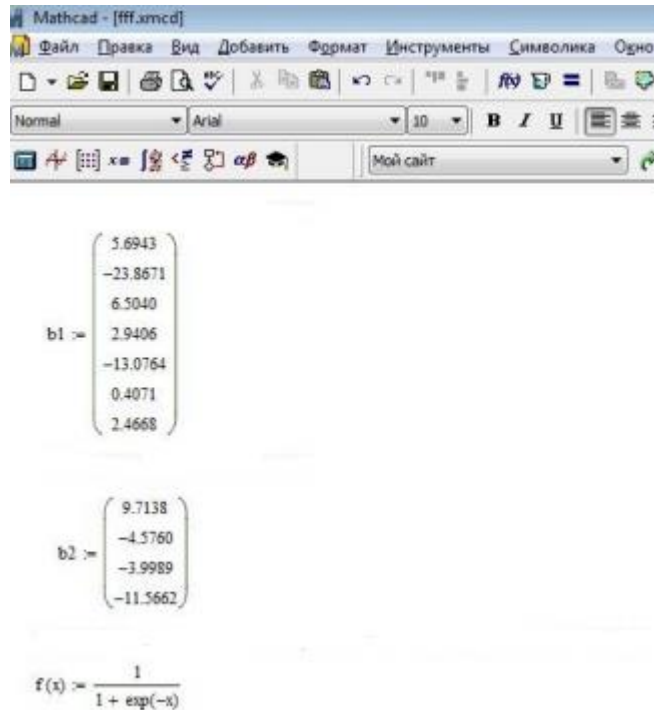 Mathcad - [fff.xmcd]
Файл Правка Вид Добавить Формат Инструменты Символика Окно
Normal Arial 10 B I U
Мой сайт
5.6943
-23.8671
6.5040
b1 := 2.9406
-13.0764
0.4071
2.4668
9.7138
-4.5760
b2 :=
-3.9989
-11.5662
1
f(x) :=
1 + exp(-x)